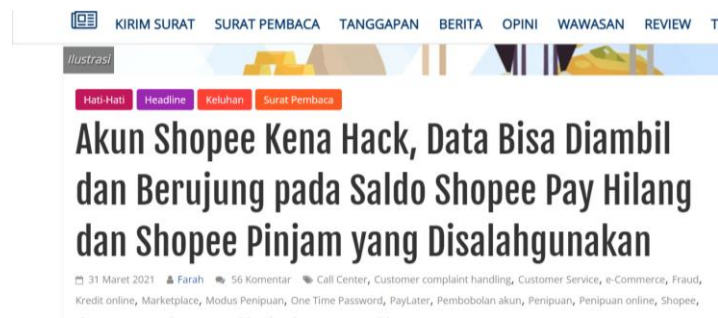 KIRIM SURAT SURAT PEMBACA TANGGAPAN BERITA OPINI WAWASAN REVIEW
Ilustrasi
Hati-Hati Headline Keluhan Surat Pembaca
Akun Shopee Kena Hack, Data Bisa Diambil
dan Berujung pada Saldo Shopee Pay Hilang
dan Shopee Pinjam yang Disalahgunakan
31 Maret 2021 Farah 56 Komentar Call Center, Customer complaint handling, Customer Service, e-Commerce, Fraud,
Kredit online, Marketplace, Modus Penipuan, One Time Password, PayLater, Pembobolan akun, Penipuan, Penipuan online, Shopee,